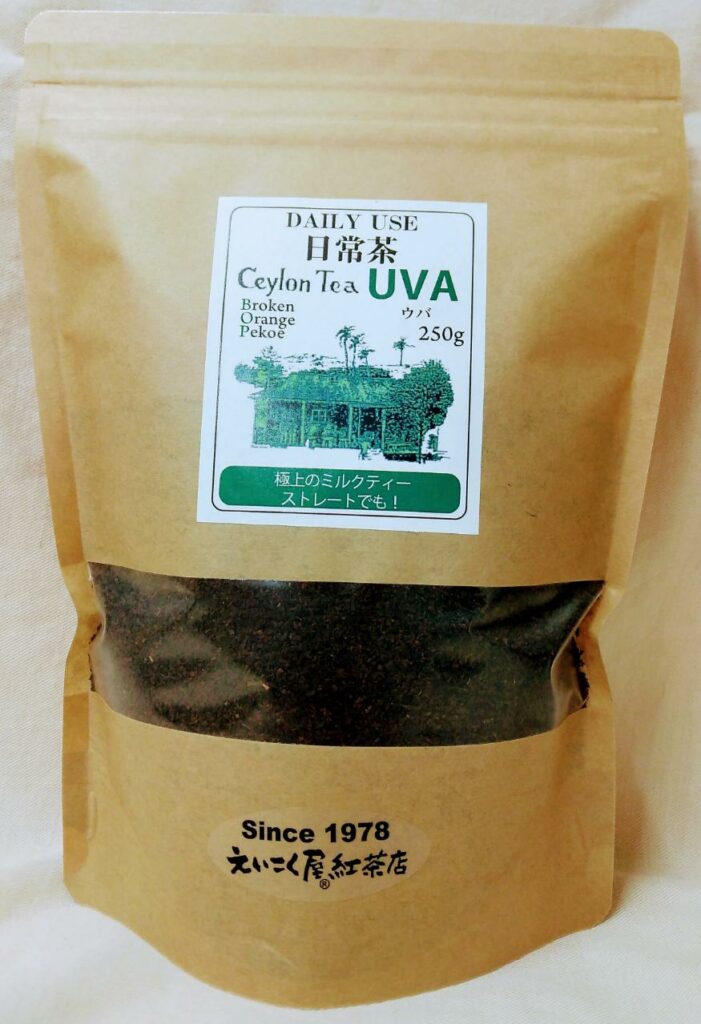 DAILY USE
日常茶
Ceylon Tea UVA
ウバ
Broken
Orange
Pekoe
250g
極上のミルクティー
ストレートでも！
Since 1978
えいこく屋®紅茶店